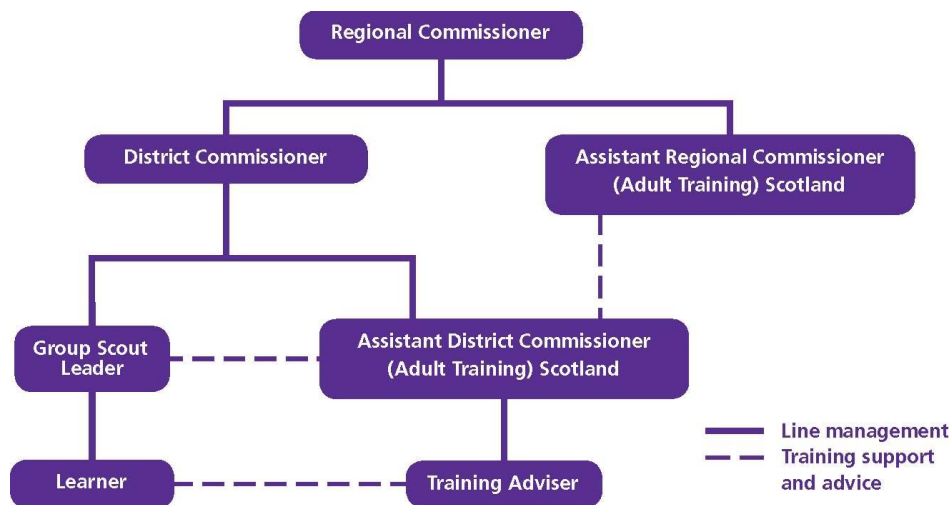 Regional Commissioner
District Commissioner
Assistant Regional Commissioner
(Adult Training) Scotland
Group Scout
Leader
Assistant District Commissioner
(Adult Training) Scotland
Learner
Training Adviser
Line management
Training support
and advice